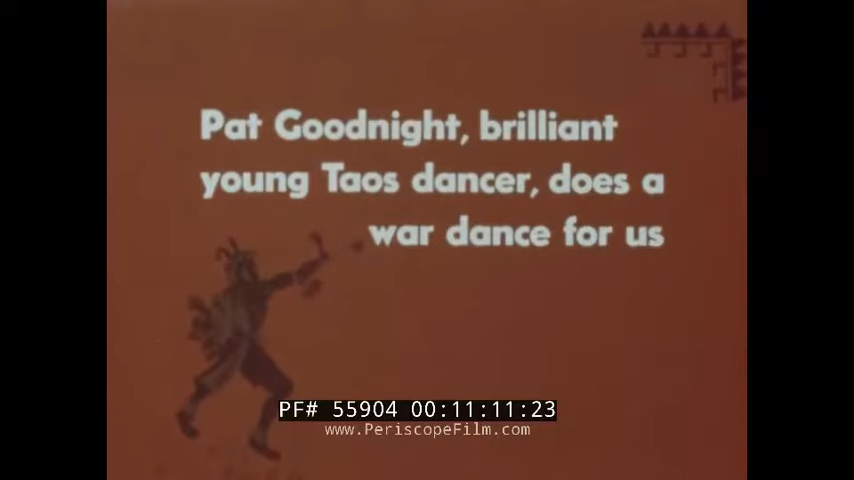 Pat Goodnight, brilliant
young Taos dancer, does a
war dance for us
PF# 55904 00:11:11:23
www.PeriscopeFilm.com